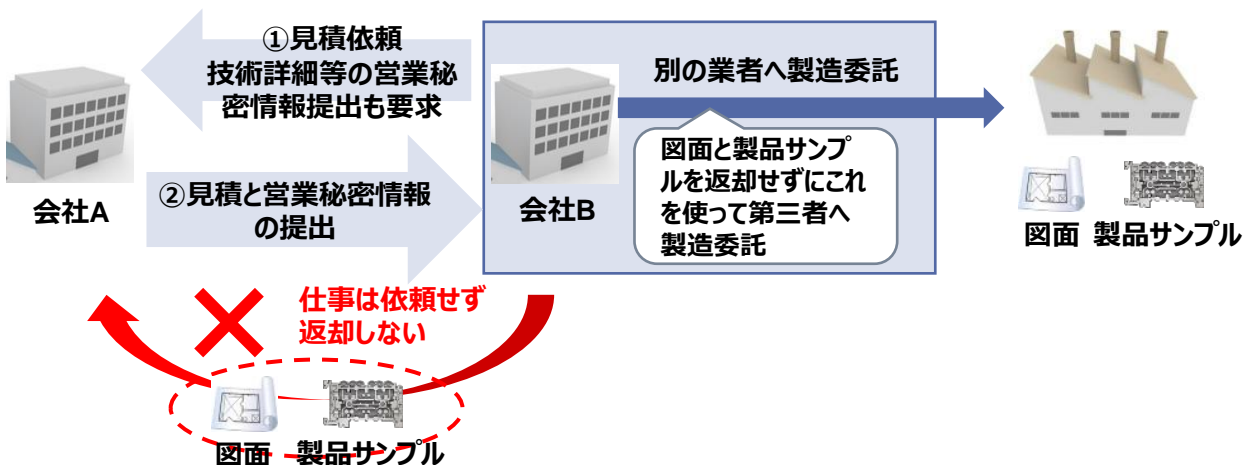 ①見積依頼
技術詳細等の営業秘
密情報提出も要求
会社A
②見積と営業秘密情報
の提出
会社B
別の業者へ製造委託
図面と製品サンプ
ルを返却せずにこれ
を使って第三者へ
製造委託
図面 製品サンプル
仕事は依頼せず
返却しない
図面 製品サンプル